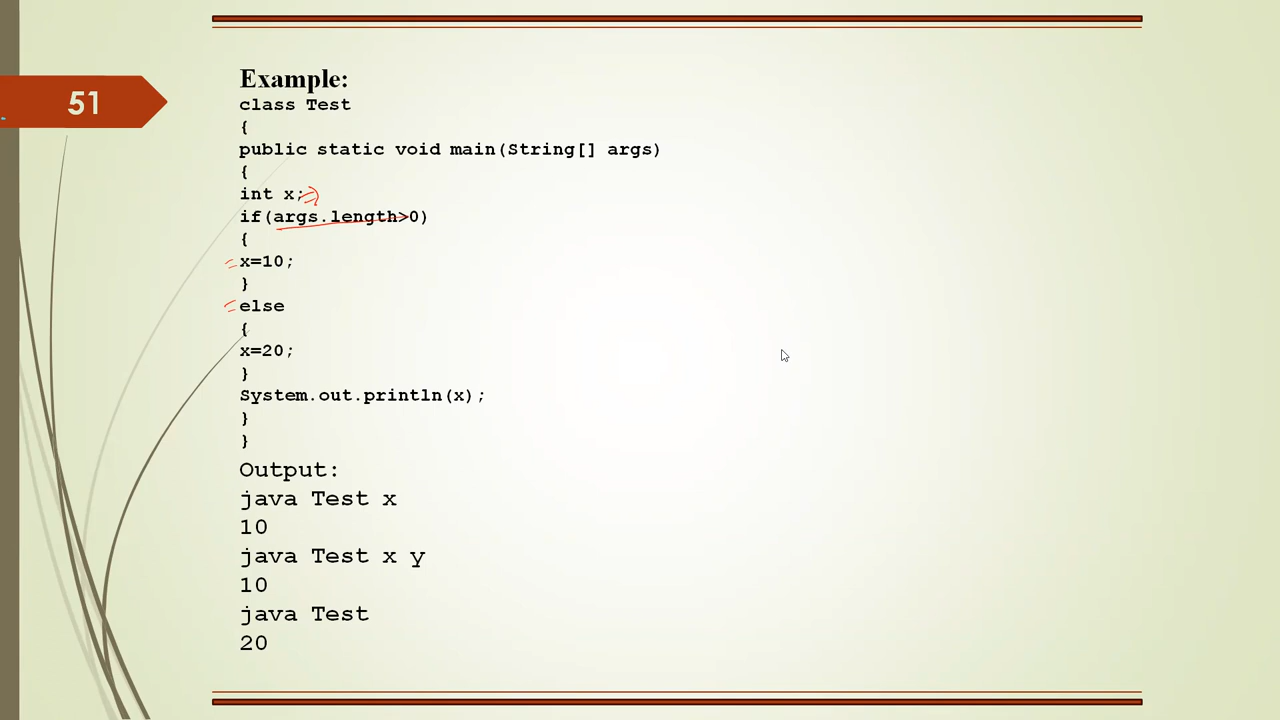 51
Example:
class Test
{
public static void main(String[] args)
{
int x;
if(args.length>0)
{
x=10;
}
else
{
x=20;
}
System.out.println(x);
}
}
Output:
java Test x
10
java Test x y
10
java Test
20